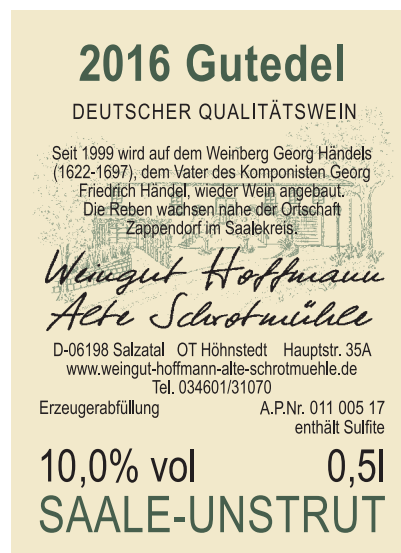 2016 Gutedel
DEUTSCHER QUALITÄTSWEIN
Seit 1999 wird auf dem Weinberg Georg Händels
(1622-1697), dem Vater des Komponisten Georg
Friedrich Händel, wieder Wein angebaut.
Die Reben wachsen nahe der Ortschaft
Zappendorf im Saalekreis.
Weingut Hoffmann
Alte Schrotmühle
D-06198 Salzatal OT Höhnstedt Hauptstr. 35A
www.weingut-hoffmann-alte-schrotmuehle.de
Tel. 034601/31070
Erzeugerabfüllung A.P.Nr. 011 005 17
enthält Sulfite
10,0% vol 0,5l
SAALE-UNSTRUT